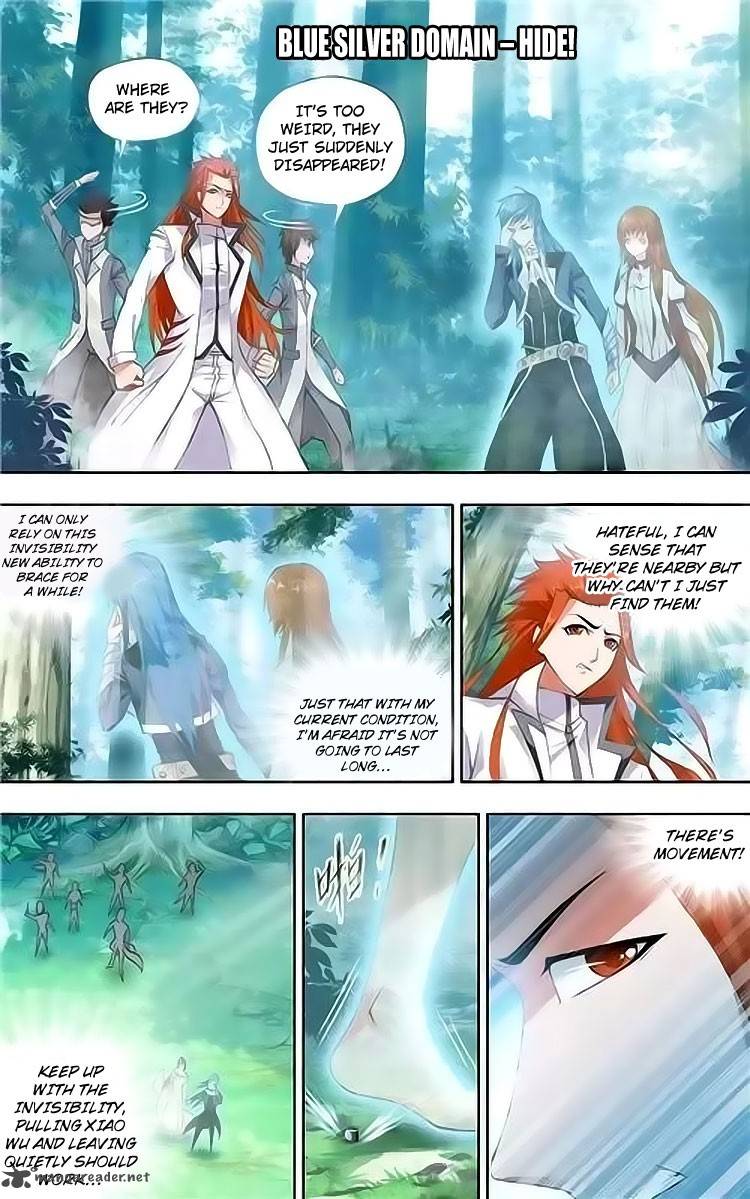 BLUE SILVER DOMAIN – HIDE!
WHERE
ARE THEY?
IT'S TOO
WEIRD, THEY
JUST SUDDENLY
DISAPPEARED!
I CAN ONLY
RELY ON THIS
INVISIBILITY
NEW ABILITY TO
BRACE FOR
A WHILE!
JUST THAT WITH MY
CURRENT CONDITION,
I'M AFRAID IT'S NOT
GOING TO LAST
LONG...
HATEFUL, I CAN
SENSE THAT
THEY'RE NEARBY BUT
WHY CAN'T I JUST
FIND THEM!
KEEP UP
WITH THE
INVISIBILITY,
PULLING XIAO
WU AND LEAVING
QUIETLY SHOULD
WORK...
啪!
THERE'S
MOVEMENT!
mangareader.net